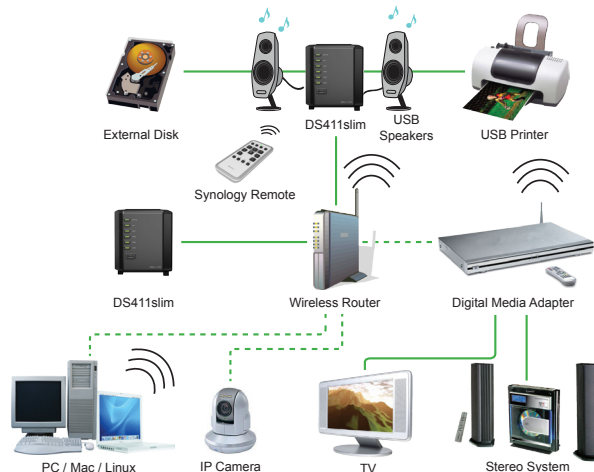 External Disk
DS411slim
USB
Speakers
USB Printer
Synology Remote
DS411slim
Wireless Router
Digital Media Adapter
PC / Mac / Linux
IP Camera
TV
Stereo System